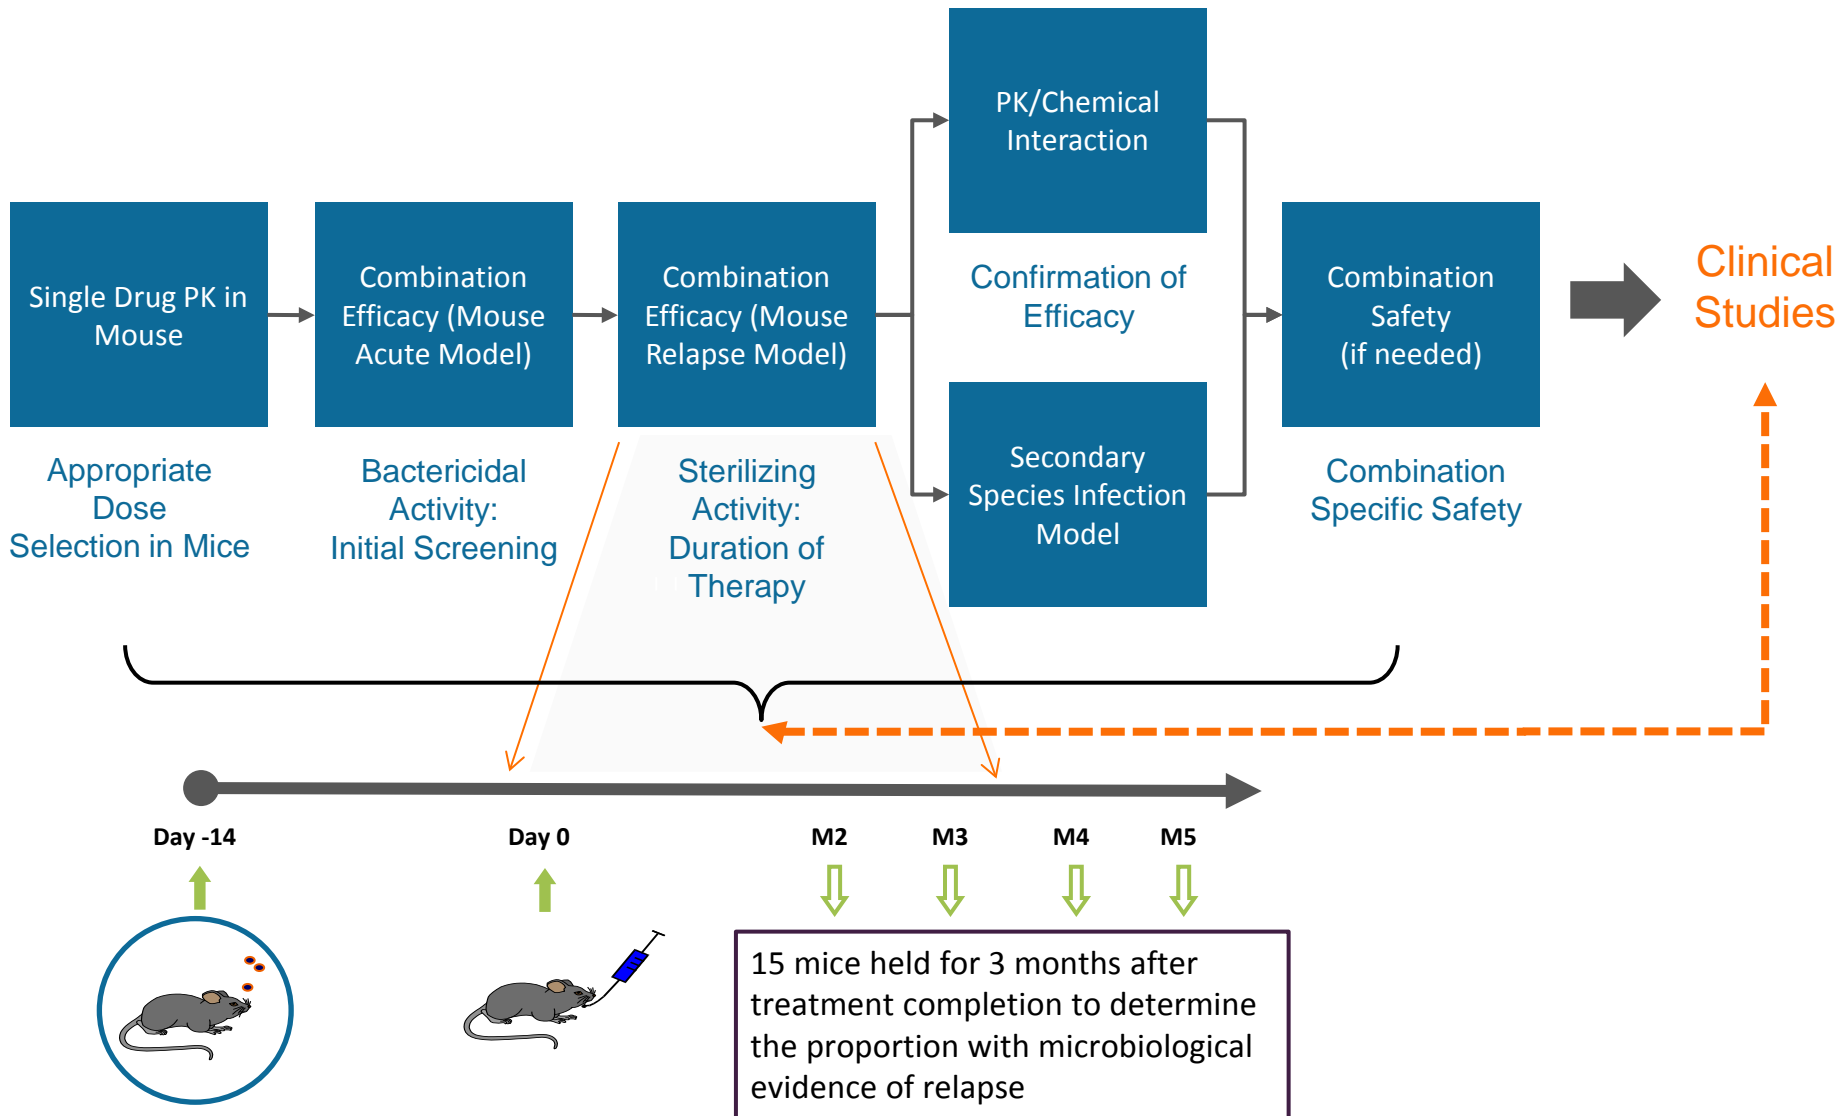 Single Drug PK in
Mouse
Appropriate
Dose
Selection in Mice
Combination
Efficacy (Mouse
Acute Model)
Bactericidal
Activity:
Initial Screening
Combination
Efficacy (Mouse
Relapse Model)
Sterilizing
Activity:
Duration of
Therapy
PK/Chemical
Interaction
Confirmation of
Efficacy
Secondary
Species Infection
Model
Combination
Safety
(if needed)
Combination
Specific Safety
Clinical
Studies
Day -14
Day 0
M2
M3
M4
M5
15 mice held for 3 months after
treatment completion to determine
the proportion with microbiological
evidence of relapse